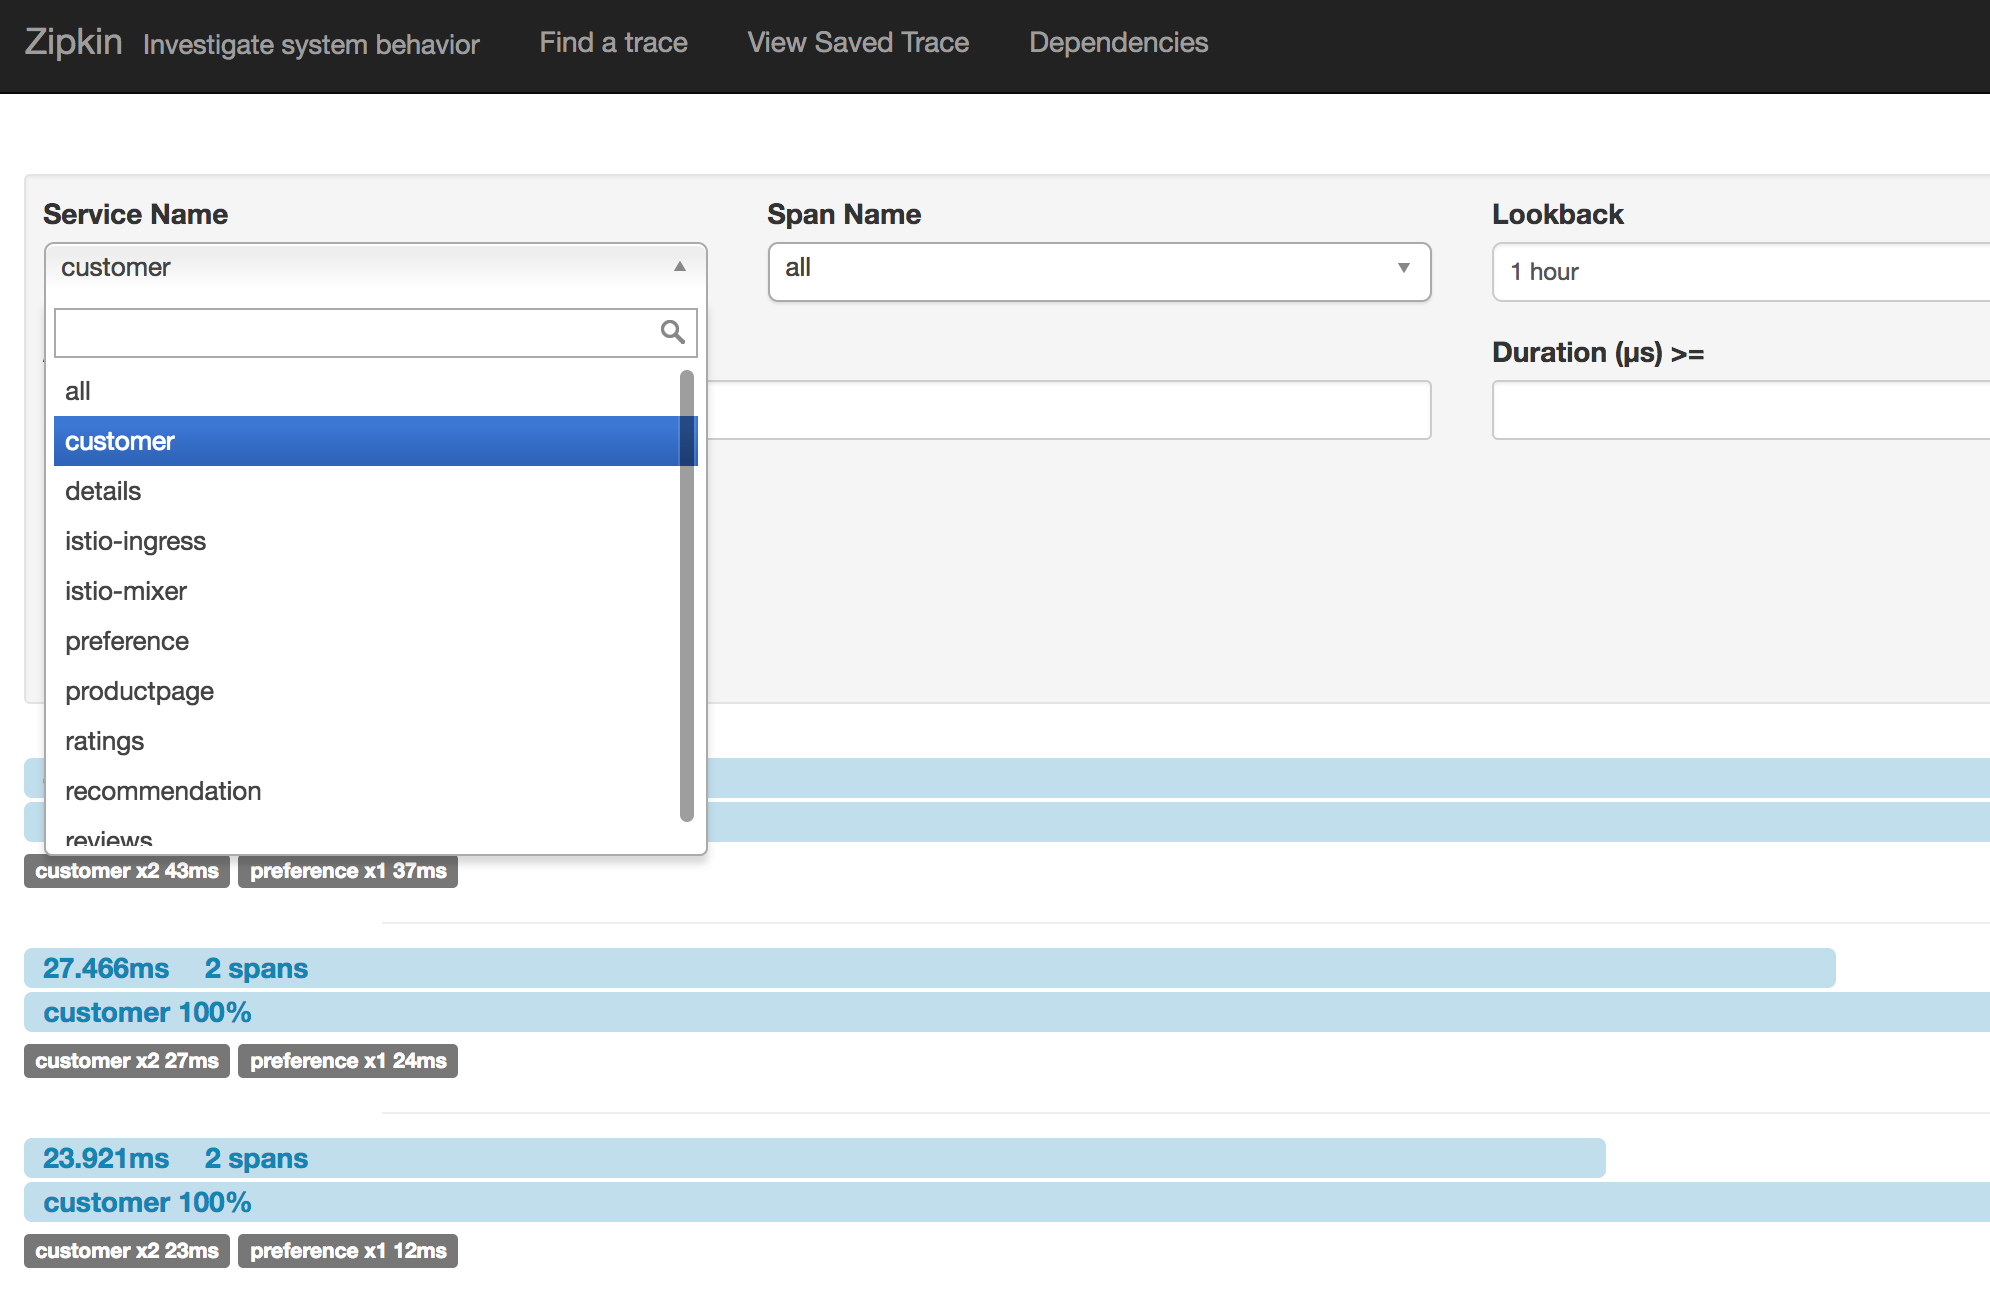 Zipkin Investigate system behavior Find a trace View Saved Trace Dependencies
Service Name Span Name Lookback
customer all 1 hour
Duration (µs) >=
all
customer
details
istio-ingress
istio-mixer
preference
productpage
ratings
recommendation
reviews
customer x2 43ms preference x1 37ms
27.466ms 2 spans
customer 100%
customer x2 27ms preference x1 24ms
23.921ms 2 spans
customer 100%
customer x2 23ms preference x1 12ms